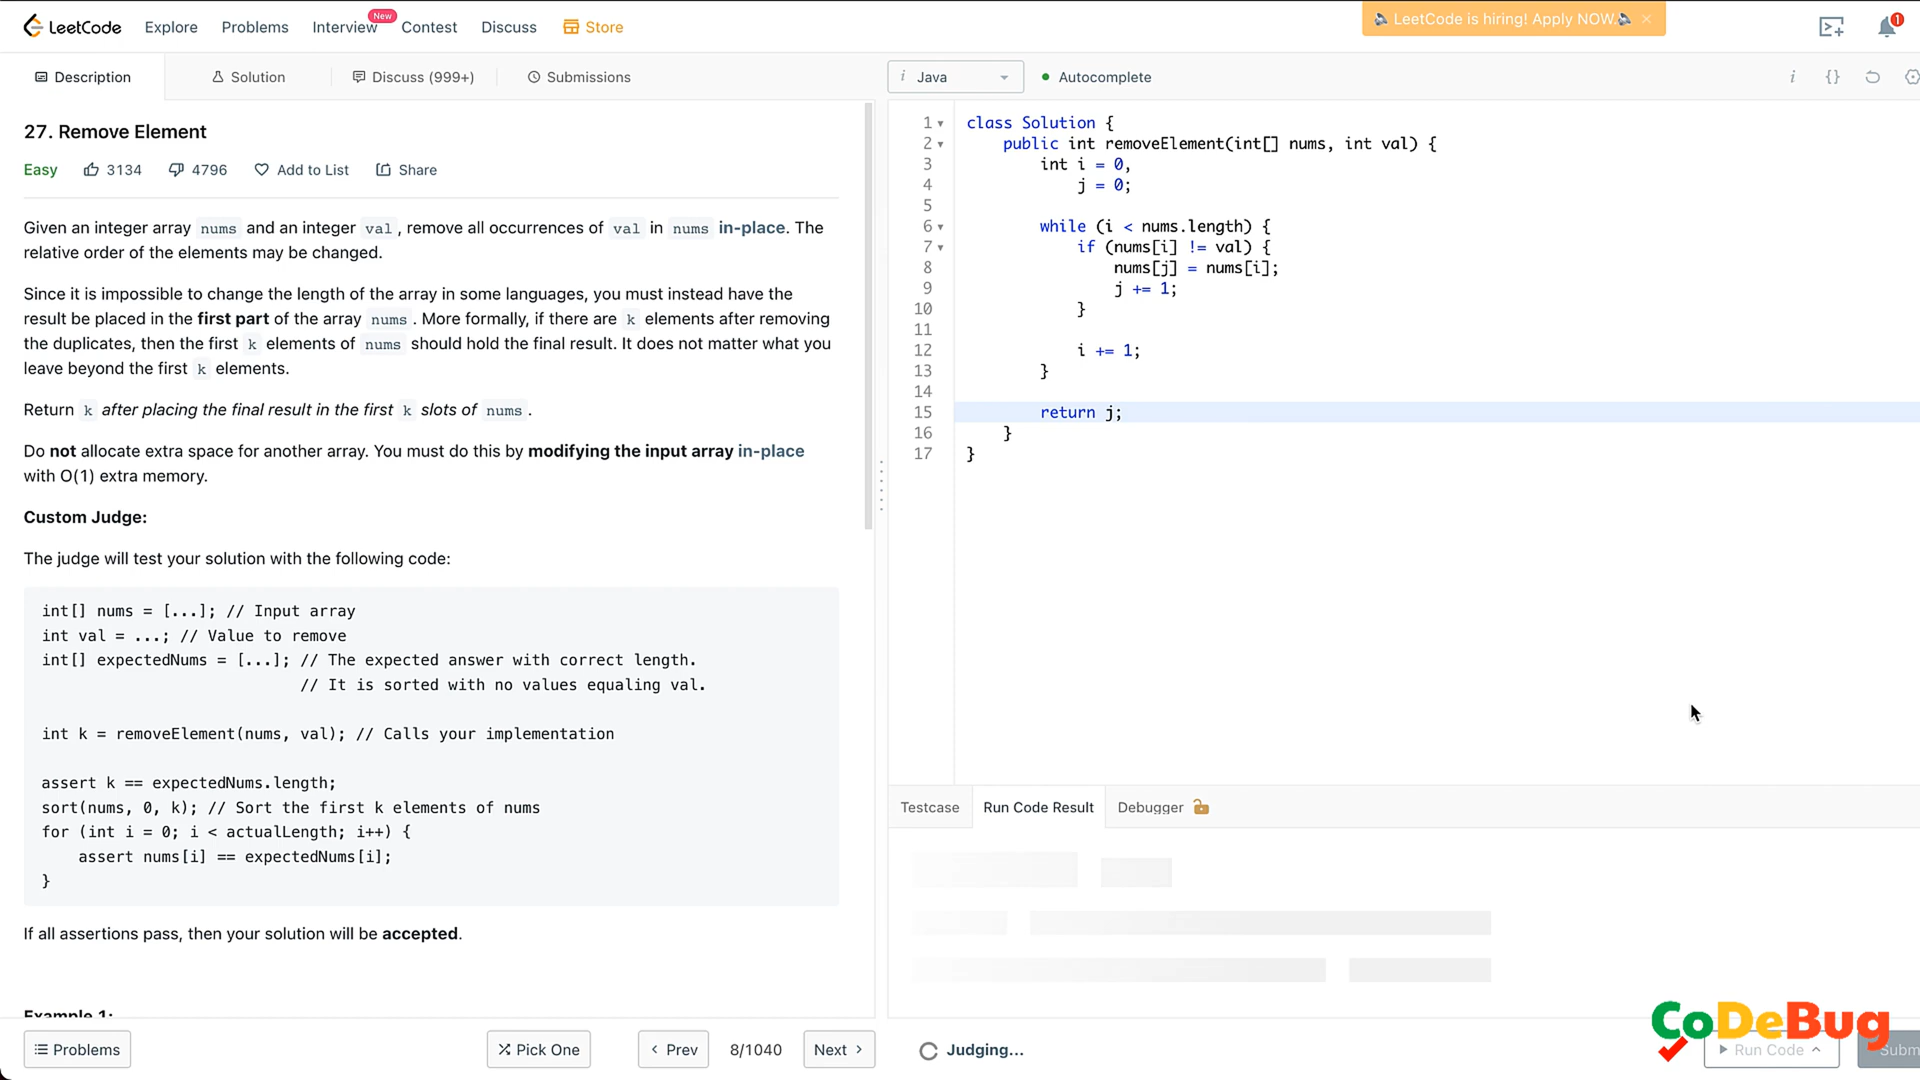 LeetCode Explore Problems Interview New Contest Discuss Store LeetCode is hiring! Apply NOW. × 1
Description Solution Discuss (999+) Submissions
27. Remove Element
Easy 3134 4796 Add to List Share
Given an integer array nums and an integer val, remove all occurrences of val in nums in-place. The
relative order of the elements may be changed.
Since it is impossible to change the length of the array in some languages, you must instead have the
result be placed in the first part of the array nums. More formally, if there are k elements after removing
the duplicates, then the first k elements of nums should hold the final result. It does not matter what you
leave beyond the first k elements.
Return k after placing the final result in the first k slots of nums.
Do not allocate extra space for another array. You must do this by modifying the input array in-place
with O(1) extra memory.
Custom Judge:
The judge will test your solution with the following code:
int[] nums = [...]; // Input array
int val = ...; // Value to remove
int[] expectedNums = [...]; // The expected answer with correct length.
// It is sorted with no values equaling val.
int k = removeElement(nums, val); // Calls your implementation
assert k == expectedNums.length;
sort(nums, 0, k); // Sort the first k elements of nums
for (int i = 0; i < actualLength; i++) {
assert nums[i] == expectedNums[i];
}
If all assertions pass, then your solution will be accepted.
Example 1:
Problems Pick One < Prev 8/1040 Next >
i Java Autocomplete i {}
1 class Solution {
2 public int removeElement(int[] nums, int val) {
3 int i = 0,
4 j = 0;
5
6 while (i < nums.length) {
7 if (nums[i] != val) {
8 nums[j] = nums[i];
9 j += 1;
10 }
11
12 i += 1;
13 }
14
15 return j;
16 }
17 }
Testcase Run Code Result Debugger
Judging...
CoDeBug
Run Code Subm